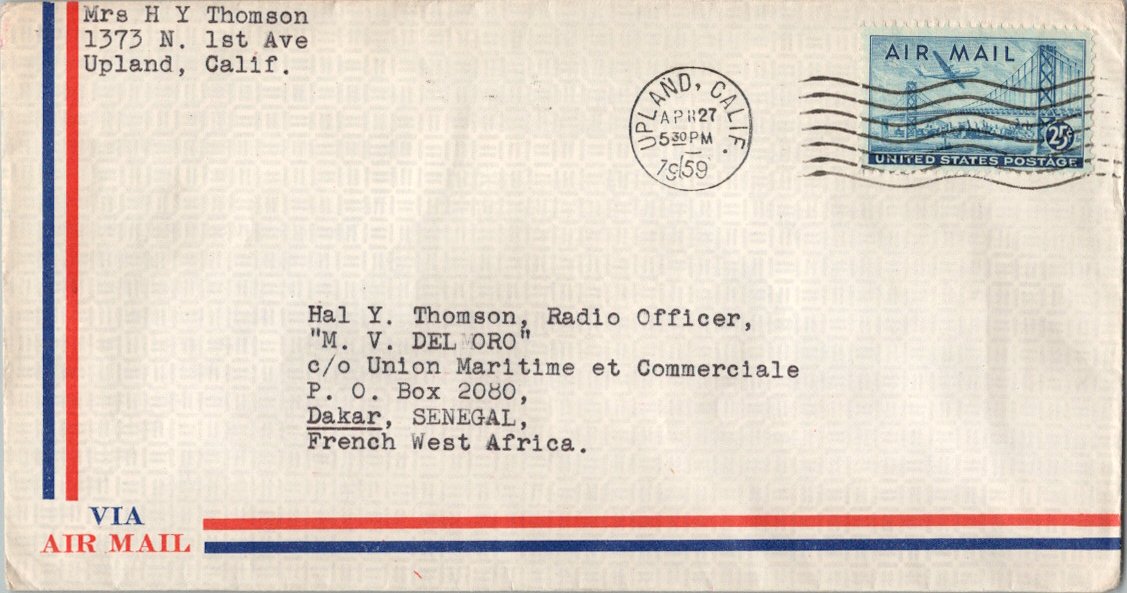 Mrs H Y Thomson
1373 N. 1st Ave
Upland, Calif.
UPLAND, CALIF.
APR 27
5 30 PM
1959
AIR MAIL
25¢
UNITED STATES POSTAGE
Hal Y. Thomson, Radio Officer,
"M. V. DEL ORO"
c/o Union Maritime et Commerciale
P. O. Box 2080,
Dakar, SENEGAL,
French West Africa.
VIA
AIR MAIL